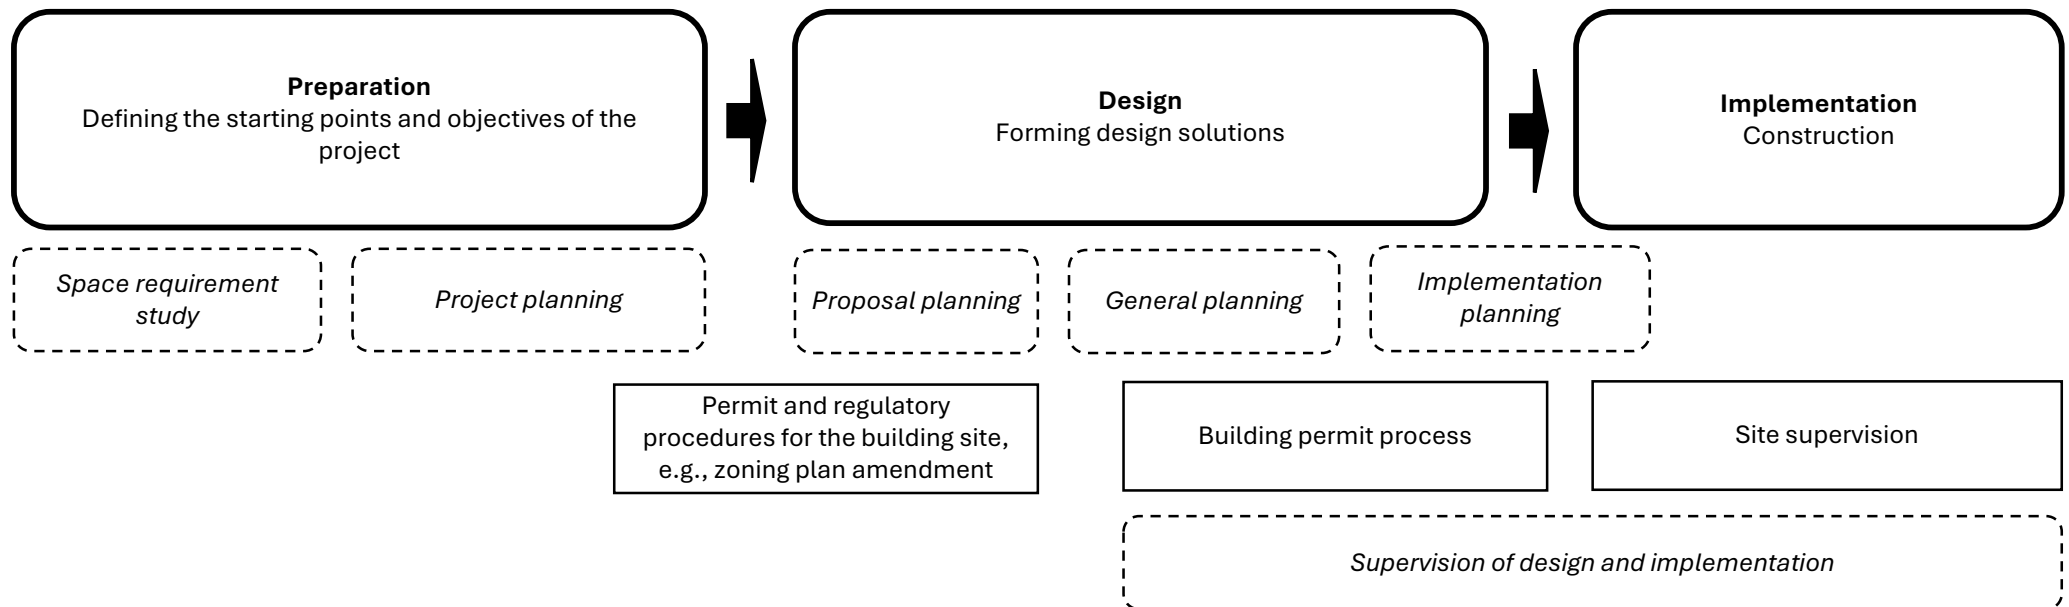 Preparation
Defining the starting points and objectives of the
project
Design
Forming design solutions
Implementation
Construction
Space requirement
study
Project planning
Proposal planning
General planning
Implementation
planning
Permit and regulatory
procedures for the building site,
e.g., zoning plan amendment
Building permit process
Site supervision
Supervision of design and implementation